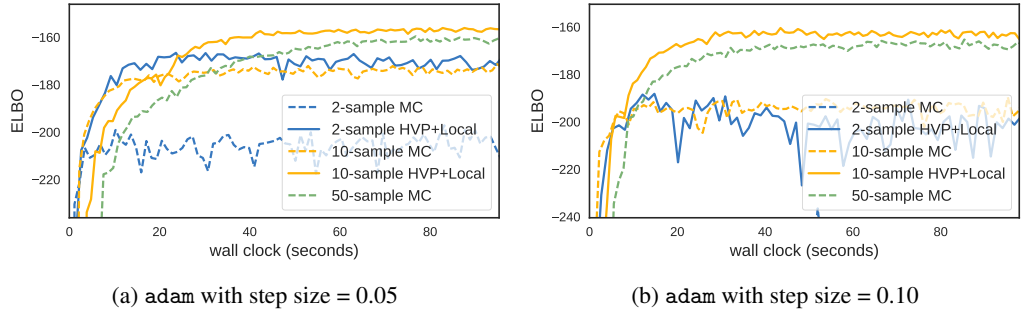 −160
−180
−200
−220
ELBO
0
20
40
60
80
wall clock (seconds)
2-sample MC
2-sample HVP+Local
10-sample MC
10-sample HVP+Local
50-sample MC
(a) adam with step size = 0.05
−160
−180
−200
−220
−240
ELBO
0
20
40
60
80
wall clock (seconds)
2-sample MC
2-sample HVP+Local
10-sample MC
10-sample HVP+Local
50-sample MC
(b) adam with step size = 0.10